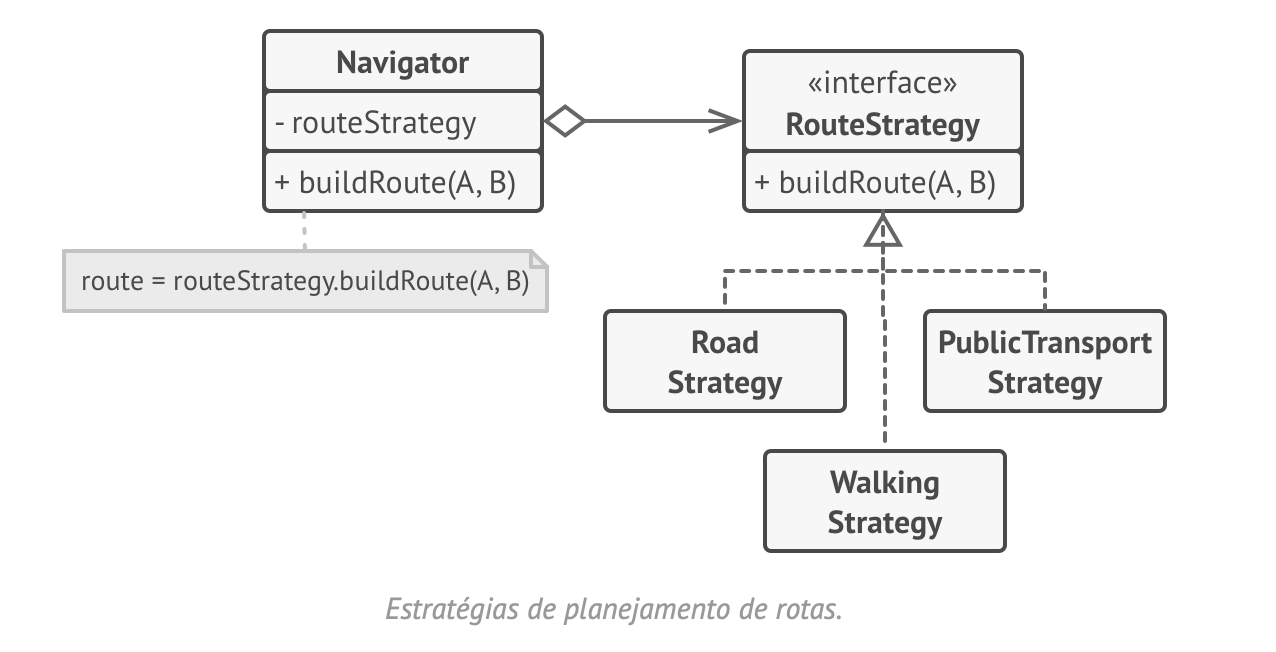 Navigator
- routeStrategy
+ buildRoute(A, B)
route = routeStrategy.buildRoute(A, B)
«interface»
RouteStrategy
+ buildRoute(A, B)
Road
Strategy
PublicTransport
Strategy
Walking
Strategy
Estratégias de planejamento de rotas.